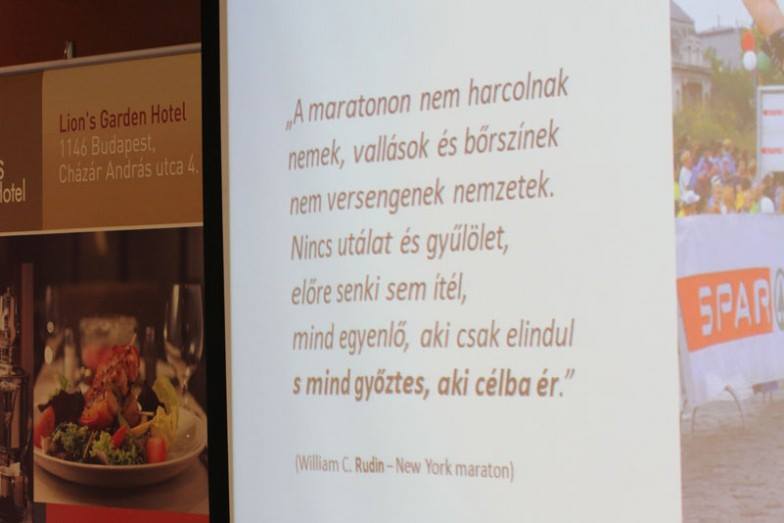 Lion's Garden Hotel
1146 Budapest,
Cházár András utca 4.
„A maratonon nem harcolnak
nemek, vallások és bőrszínek
nem versengenek nemzetek.
Nincs utálat és gyűlölet,
előre senki sem ítél,
mind egyenlő, aki csak elindul
s mind győztes, aki célba ér."
(William C. Rudin – New York maraton)
SPAR